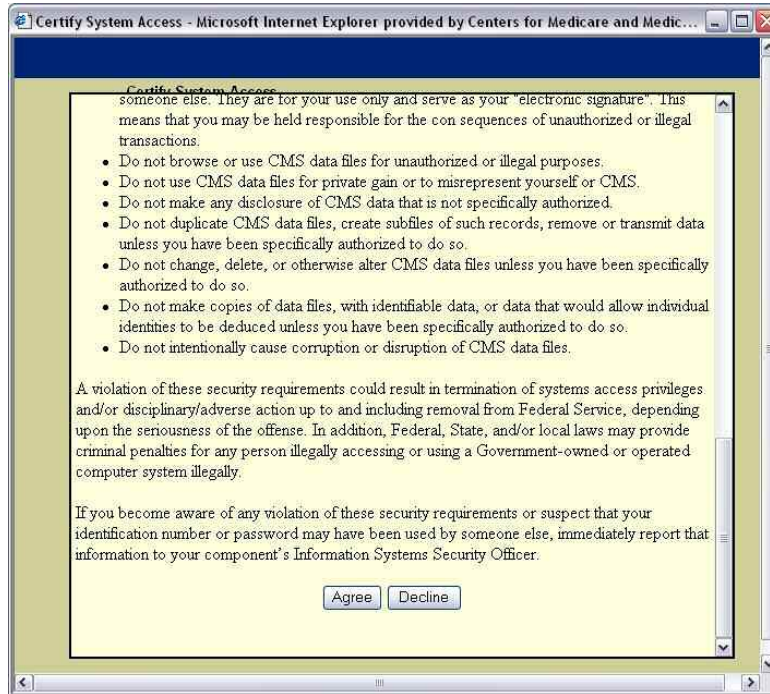 Certify System Access - Microsoft Internet Explorer provided by Centers for Medicare and Medic...
Certify System Access
someone else. They are for your use only and serve as your "electronic signature". This
means that you may be held responsible for the con sequences of unauthorized or illegal
transactions.
• Do not browse or use CMS data files for unauthorized or illegal purposes.
• Do not use CMS data files for private gain or to misrepresent yourself or CMS.
• Do not make any disclosure of CMS data that is not specifically authorized.
• Do not duplicate CMS data files, create subfiles of such records, remove or transmit data
unless you have been specifically authorized to do so.
• Do not change, delete, or otherwise alter CMS data files unless you have been specifically
authorized to do so.
• Do not make copies of data files, with identifiable data, or data that would allow individual
identities to be deduced unless you have been specifically authorized to do so.
• Do not intentionally cause corruption or disruption of CMS data files.
A violation of these security requirements could result in termination of systems access privileges
and/or disciplinary/adverse action up to and including removal from Federal Service, depending
upon the seriousness of the offense. In addition, Federal, State, and/or local laws may provide
criminal penalties for any person illegally accessing or using a Government-owned or operated
computer system illegally.
If you become aware of any violation of these security requirements or suspect that your
identification number or password may have been used by someone else, immediately report that
information to your component's Information Systems Security Officer.
Agree Decline